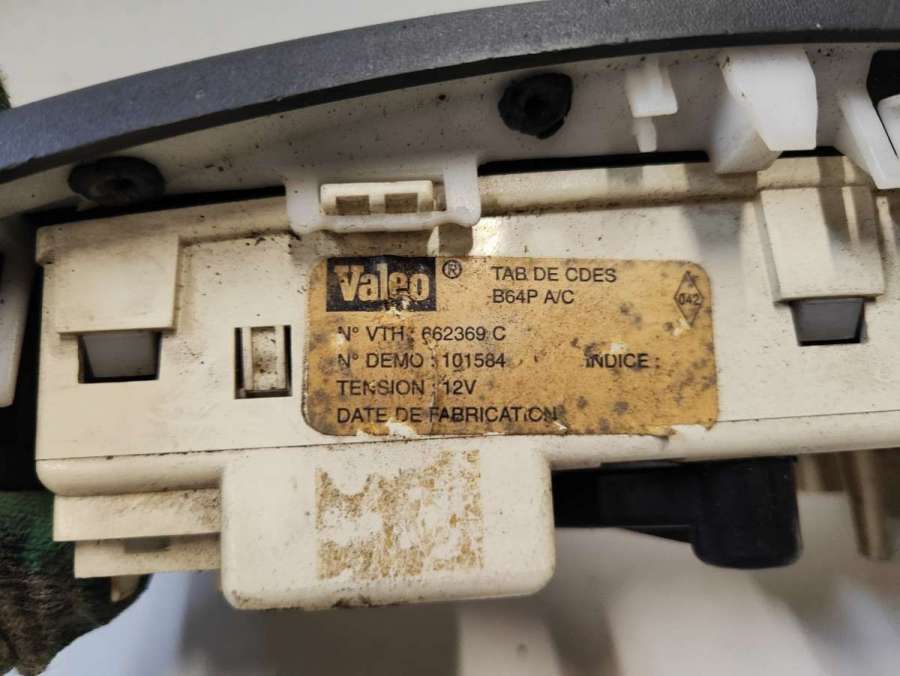 Valeo ® TAB DE CDES
B64P A/C
042
N° VTH : 662369 C
N° DEMO : 101584 INDICE :
TENSION : 12V
DATE DE FABRICATION